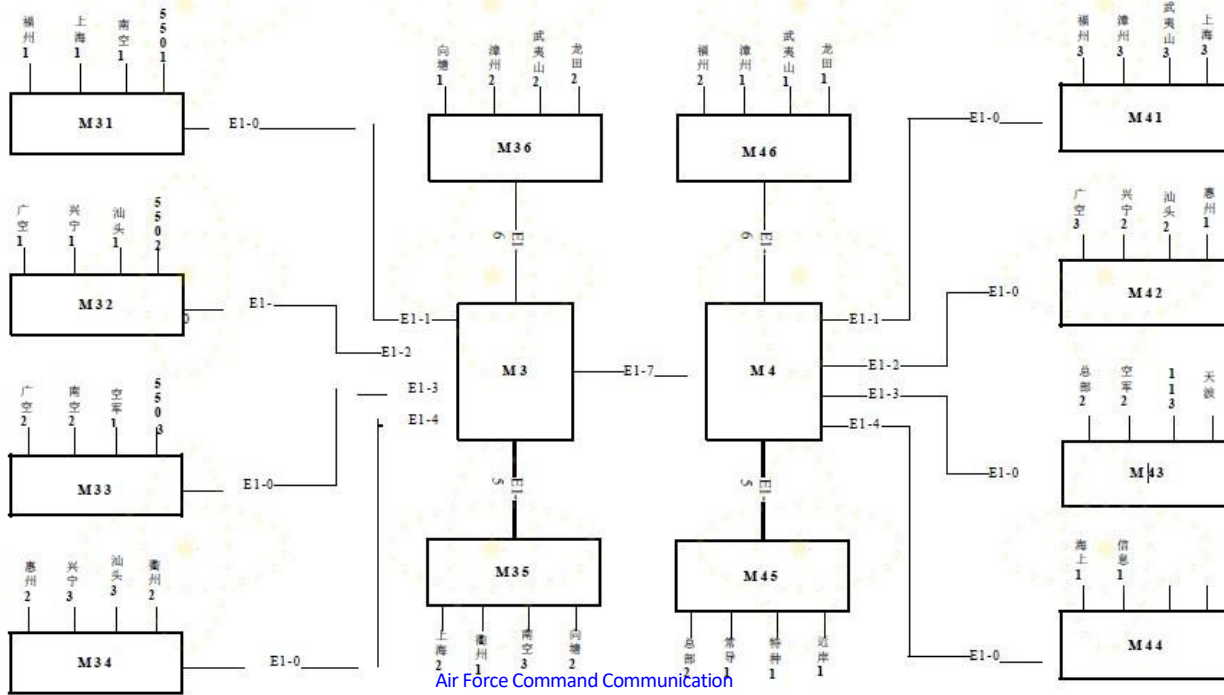 福州1
上海1
南空1
5501
M31
E1-0
广空1
兴宁1
汕头1
5502
M32
0
E1-
广空2
南空2
空军1
5503
M33
E1-0
惠州2
兴宁3
汕头3
衢州2
M34
E1-0
向塘1
漳州2
武夷山2
龙田2
M36
E1-6
E1-1
E1-2
E1-3
E1-4
M3
E1-7
E1-5
M35
上海2
衢州1
南空3
向塘2
福州2
漳州1
武夷山1
龙田1
M46
E1-6
M4
E1-1
E1-2
E1-3
E1-4
E1-5
M45
总部2
常导1
特种1
近岸1
福州3
漳州3
武夷山3
上海3
M41
E1-0
广空3
兴宁2
汕头2
惠州1
M42
E1-0
总部2
空军2
113
天波
M43
E1-0
海上1
信息1
M44
E1-0
Air Force Command Communication